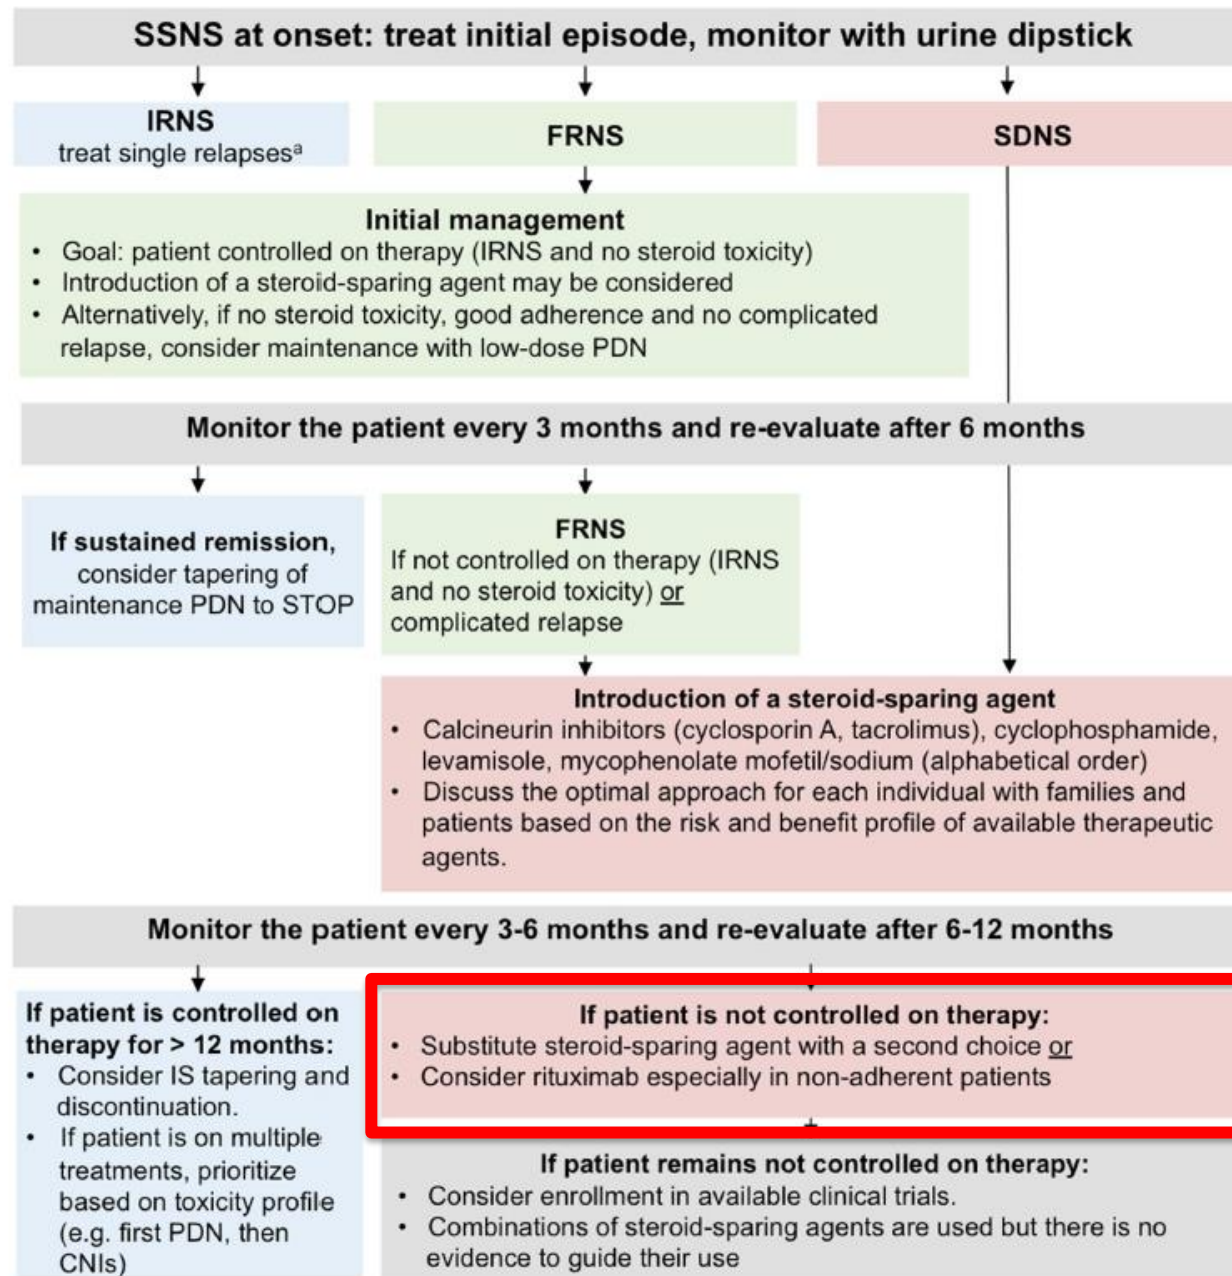 SSNS at onset: treat initial episode, monitor with urine dipstick
IRNS
treat single relapsesᵃ
FRNS
SDNS
Initial management
• Goal: patient controlled on therapy (IRNS and no steroid toxicity)
• Introduction of a steroid-sparing agent may be considered
• Alternatively, if no steroid toxicity, good adherence and no complicated
relapse, consider maintenance with low-dose PDN
Monitor the patient every 3 months and re-evaluate after 6 months
If sustained remission,
consider tapering of
maintenance PDN to STOP
FRNS
If not controlled on therapy (IRNS
and no steroid toxicity) or
complicated relapse
Introduction of a steroid-sparing agent
• Calcineurin inhibitors (cyclosporin A, tacrolimus), cyclophosphamide,
levamisole, mycophenolate mofetil/sodium (alphabetical order)
• Discuss the optimal approach for each individual with families and
patients based on the risk and benefit profile of available therapeutic
agents.
Monitor the patient every 3-6 months and re-evaluate after 6-12 months
If patient is controlled on
therapy for > 12 months:
• Consider IS tapering and
discontinuation.
• If patient is on multiple
treatments, prioritize
based on toxicity profile
(e.g. first PDN, then
CNIs)
If patient is not controlled on therapy:
• Substitute steroid-sparing agent with a second choice or
• Consider rituximab especially in non-adherent patients
If patient remains not controlled on therapy:
• Consider enrollment in available clinical trials.
• Combinations of steroid-sparing agents are used but there is no
evidence to guide their use